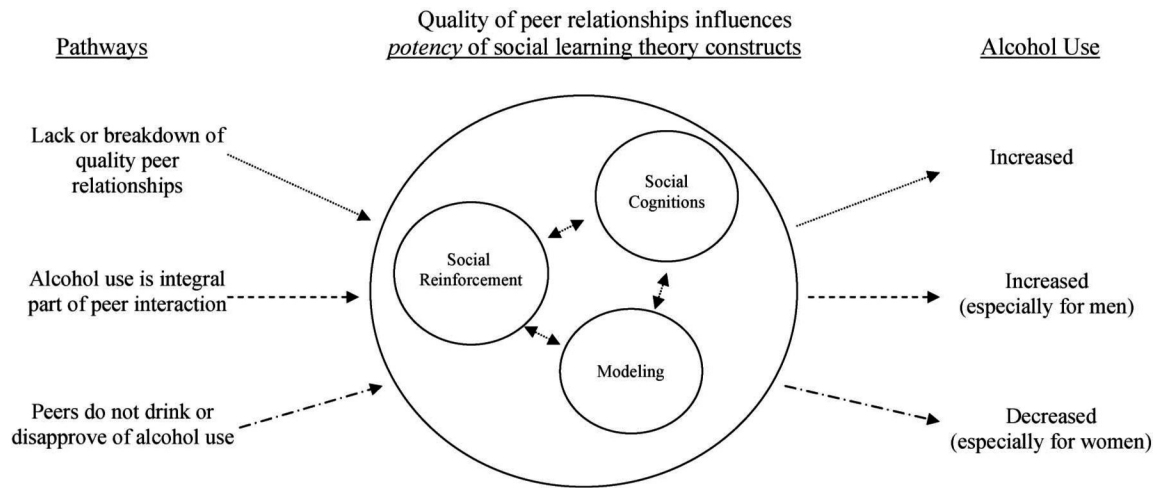 Pathways
Quality of peer relationships influences
potency of social learning theory constructs
Alcohol Use
Lack or breakdown of
quality peer
relationships
Alcohol use is integral
part of peer interaction
Peers do not drink or
disapprove of alcohol use
Social
Cognitions
Social
Reinforcement
Modeling
Increased
Increased
(especially for men)
Decreased
(especially for women)